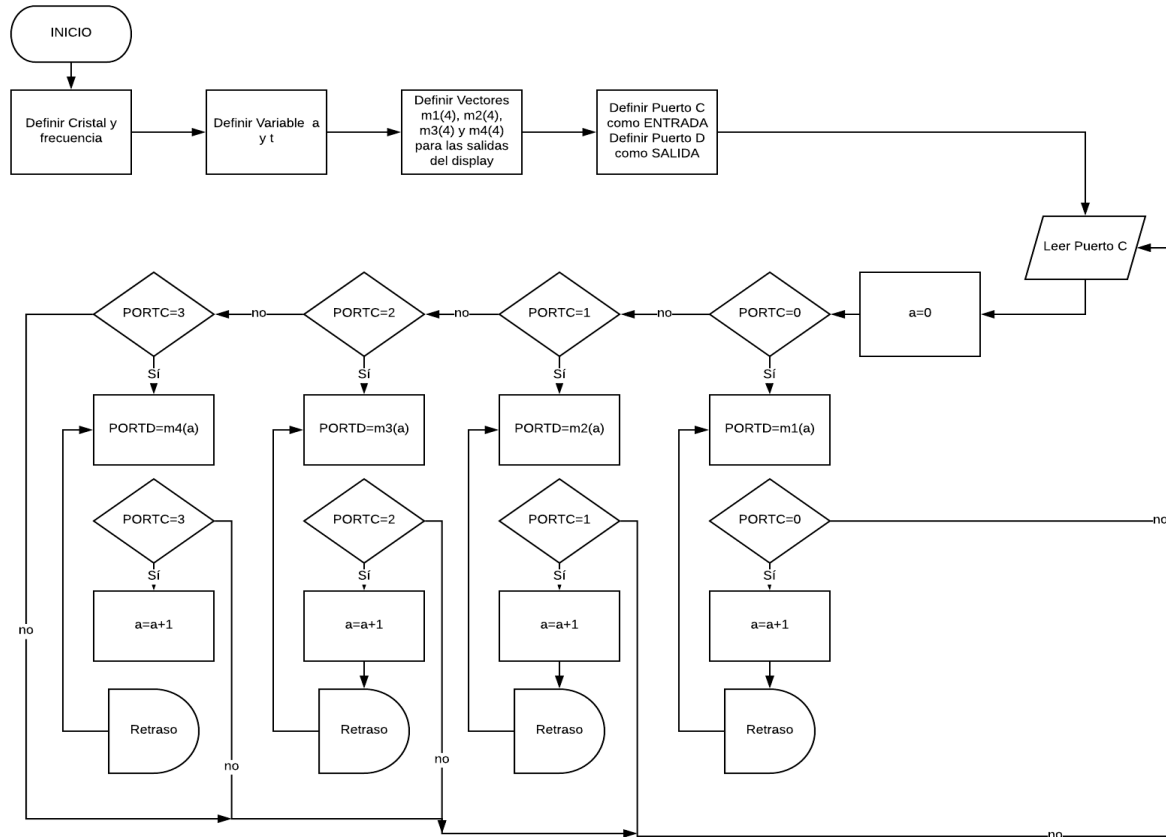 INICIO
Definir Cristal y
frecuencia
Definir Variable a
y t
Definir Vectores
m1(4), m2(4),
m3(4) y m4(4)
para las salidas
del display
Definir Puerto C
como ENTRADA
Definir Puerto D
como SALIDA
Leer Puerto C
a=0
PORTC=0
no
PORTC=1
no
PORTC=2
no
PORTC=3
no
Sí
Sí
Sí
Sí
PORTD=m4(a)
PORTD=m3(a)
PORTD=m2(a)
PORTD=m1(a)
PORTC=3
PORTC=2
PORTC=1
PORTC=0
no
Sí
Sí
Sí
Sí
a=a+1
a=a+1
a=a+1
a=a+1
Retraso
Retraso
Retraso
Retraso
no
no
no